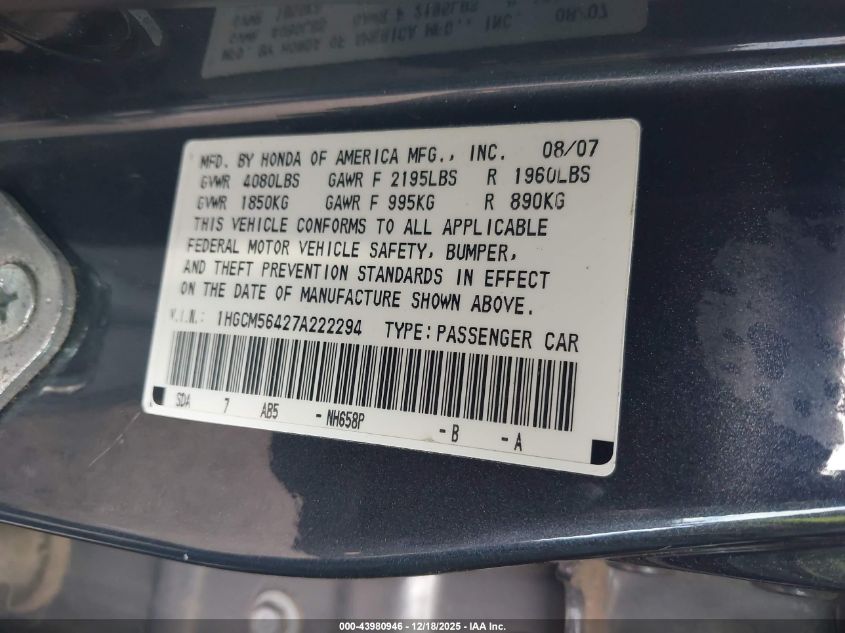 MFD. BY HONDA OF AMERICA MFG., INC. 08/07
GVWR 4080LBS GAWR F 2195LBS R 1960LBS
GVWR 1850KG GAWR F 995KG R 890KG
THIS VEHICLE CONFORMS TO ALL APPLICABLE
FEDERAL MOTOR VEHICLE SAFETY, BUMPER,
AND THEFT PREVENTION STANDARDS IN EFFECT
ON THE DATE OF MANUFACTURE SHOWN ABOVE.
V.I.N.: 1HGCM56427A222294 TYPE:PASSENGER CAR
SDA 7 AB5 -NH658P -B -A
000-43980946 - 12/18/2025 - IAA Inc.